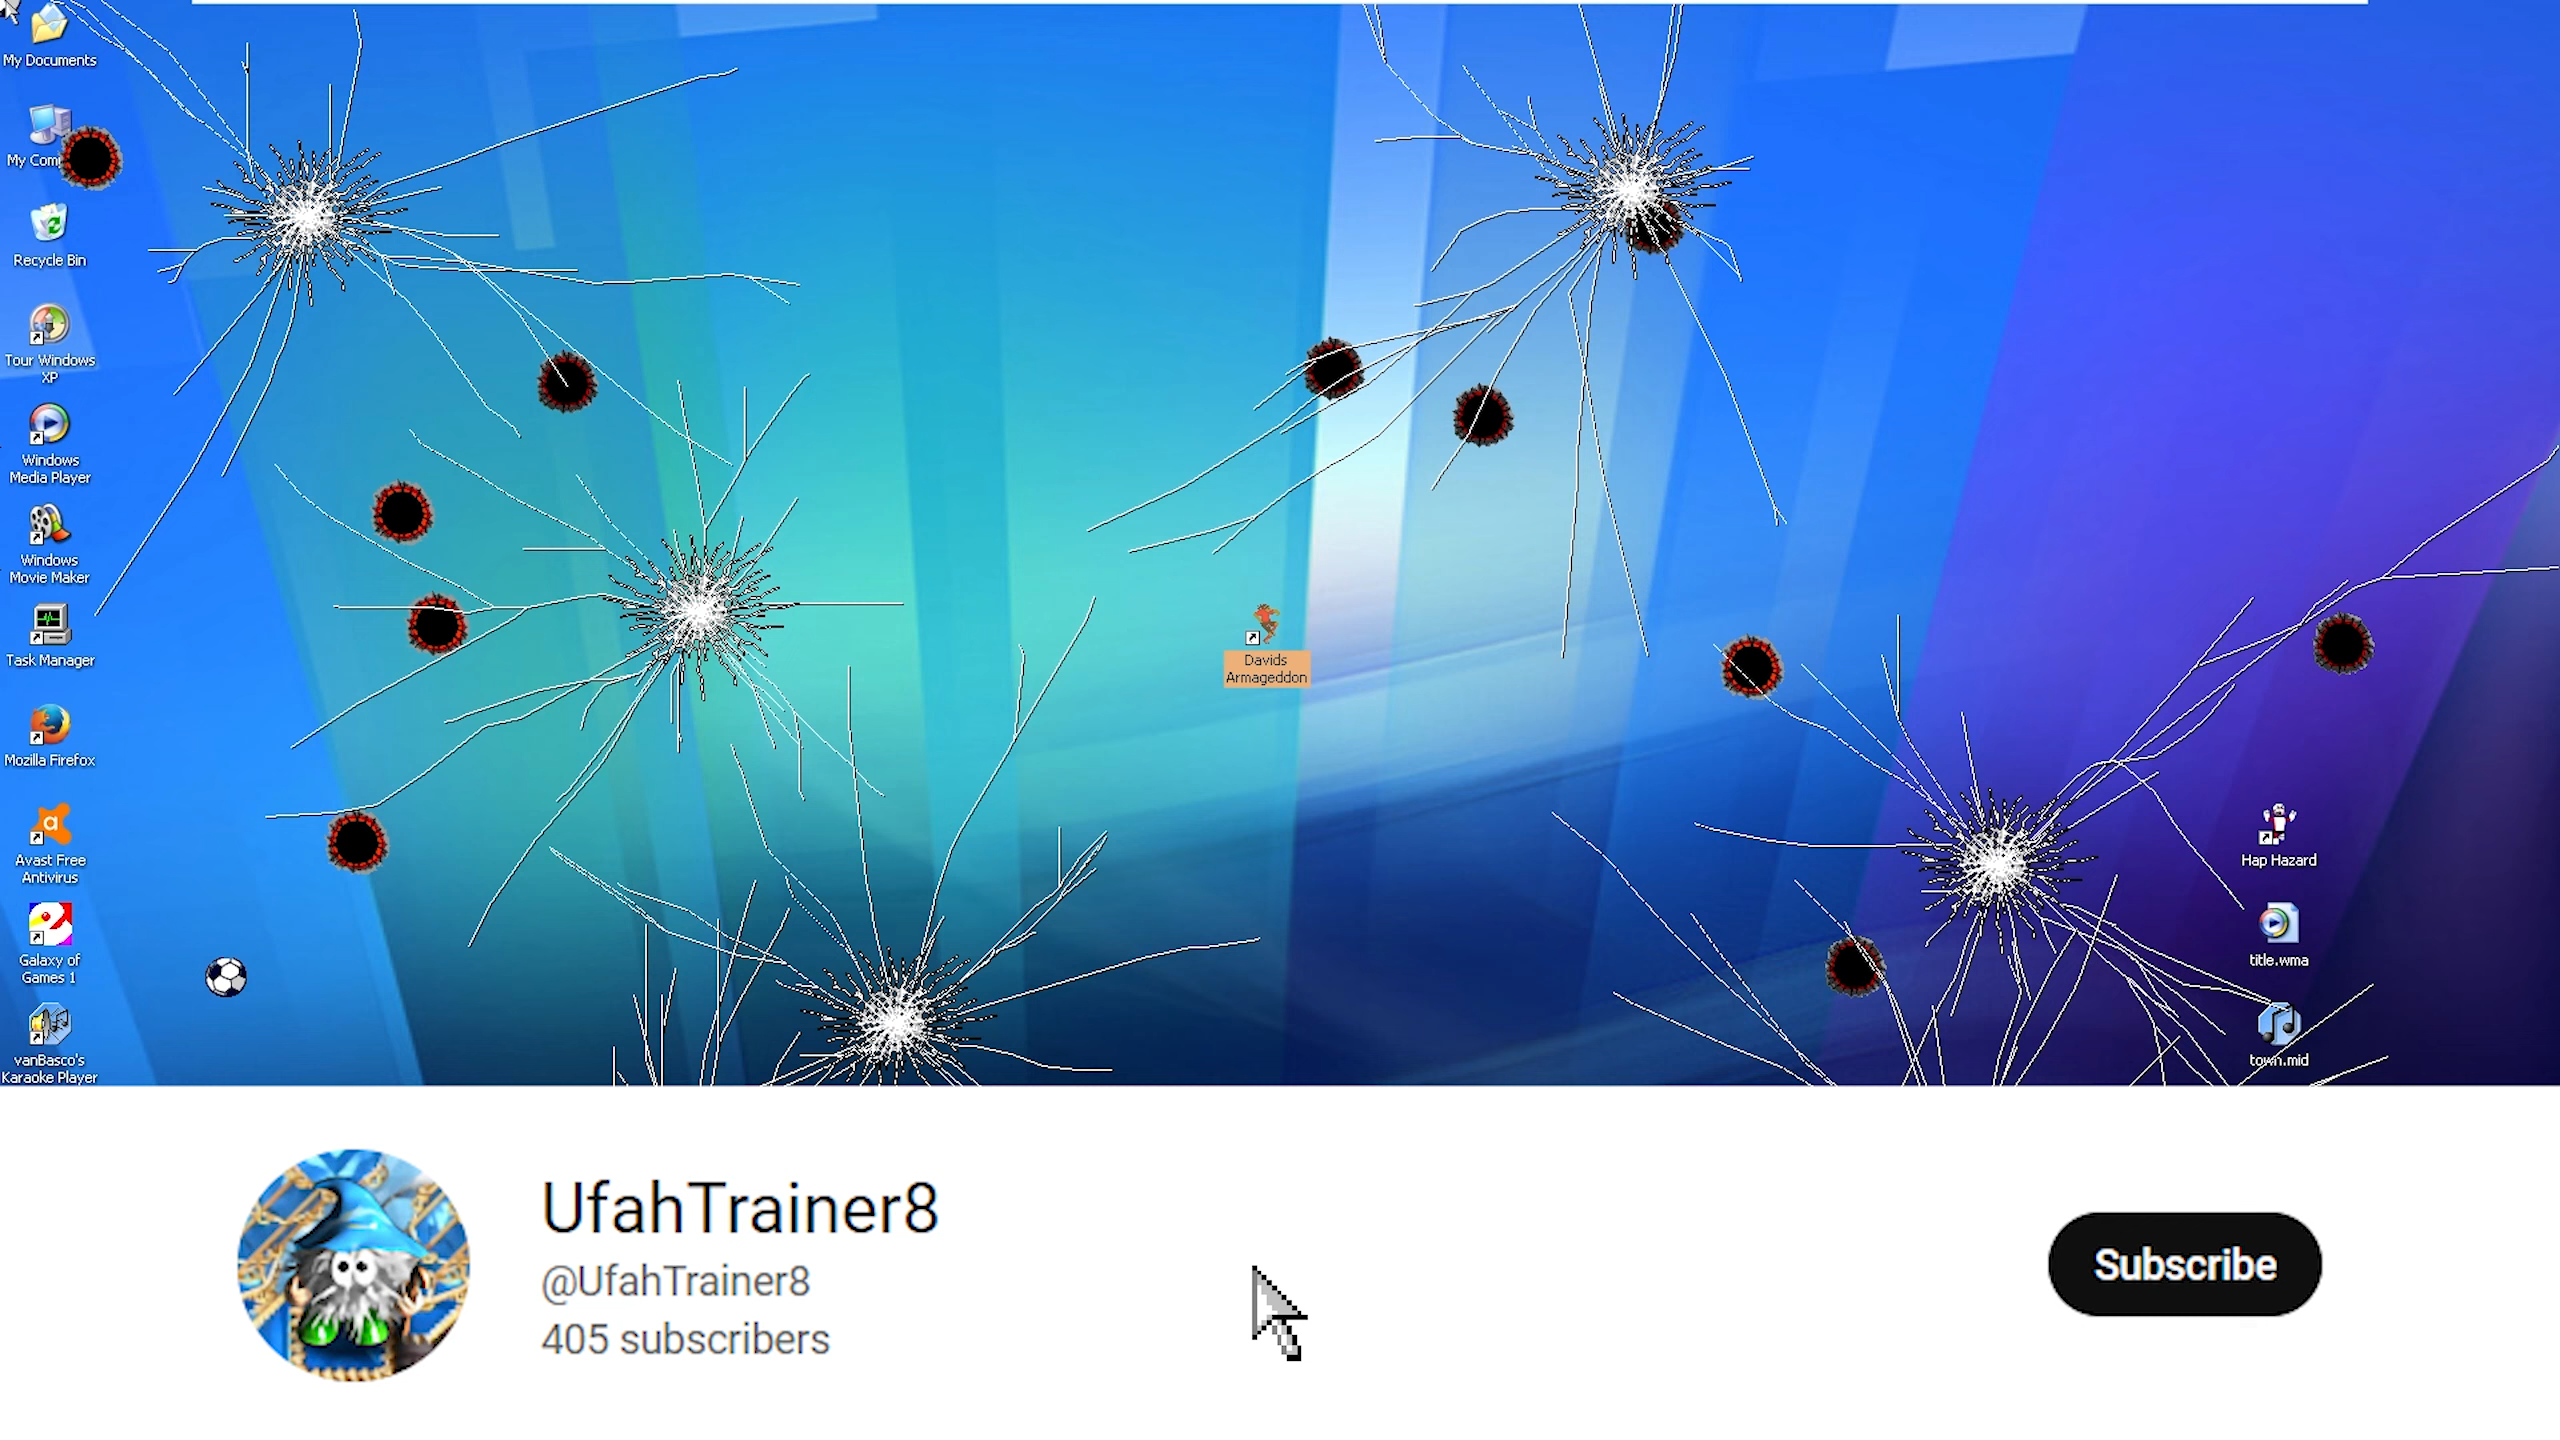 My Documents
My Com
Recycle Bin
Tour Windows
XP
Windows
Media Player
Windows
Movie Maker
Task Manager
Mozilla Firefox
a
Avast Free
Antivirus
Galaxy of
Games 1
vanBasco's
Karaoke Player
Davids
Armageddon
Hap Hazard
title.wma
town.mid
UfahTrainer8
@UfahTrainer8
405 subscribers
Subscribe